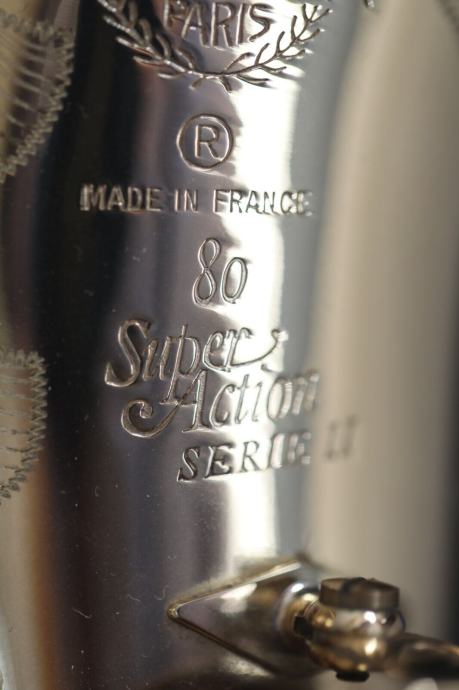 PARIS
®
MADE IN FRANCE
80
Super
Action
SERIE II